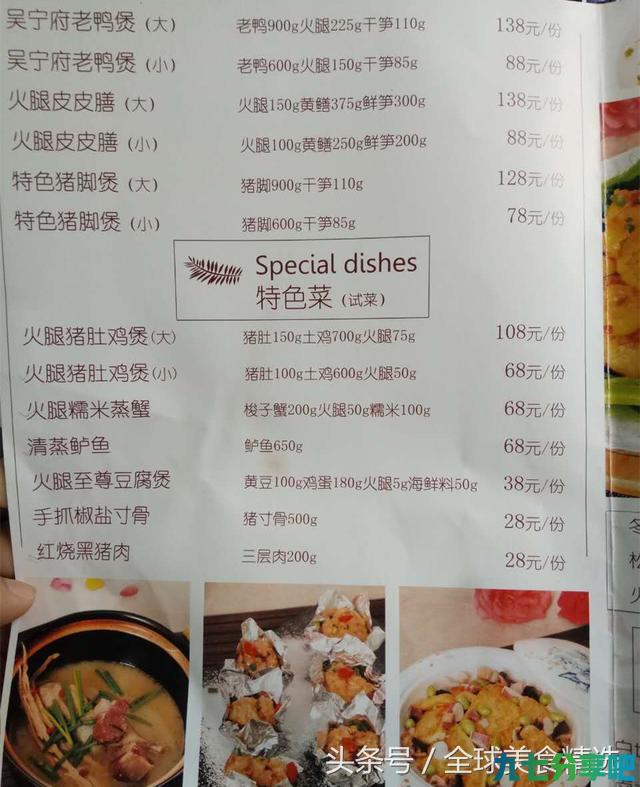 吴宁府老鸭煲（大） 老鸭900g火腿225g干笋110g 138元/份
吴宁府老鸭煲（小） 老鸭600g火腿150g干笋85g 88元/份
火腿皮皮膳（大） 火腿150g黄鳝375g鲜笋300g 138元/份
火腿皮皮膳（小） 火腿100g黄鳝250g鲜笋200g 88元/份
特色猪脚煲（大） 猪脚900g干笋110g 128元/份
特色猪脚煲（小） 猪脚600g干笋85g 78元/份
Special dishes
特色菜（试菜）
火腿猪肚鸡煲(大) 猪肚150g土鸡700g火腿75g 108元/份
火腿猪肚鸡煲(小) 猪肚100g土鸡600g火腿50g 68元/份
火腿糯米蒸蟹 梭子蟹200g火腿50g糯米100g 68元/份
清蒸鲈鱼 鲈鱼650g 68元/份
火腿至尊豆腐煲 黄豆100g鸡蛋180g火腿5g海鲜料50g 38元/份
手抓椒盐寸骨 猪寸骨500g 28元/份
红烧黑猪肉 三层肉200g 28元/份
冬
松
火
头条号／全球美食精选
九七分享吧